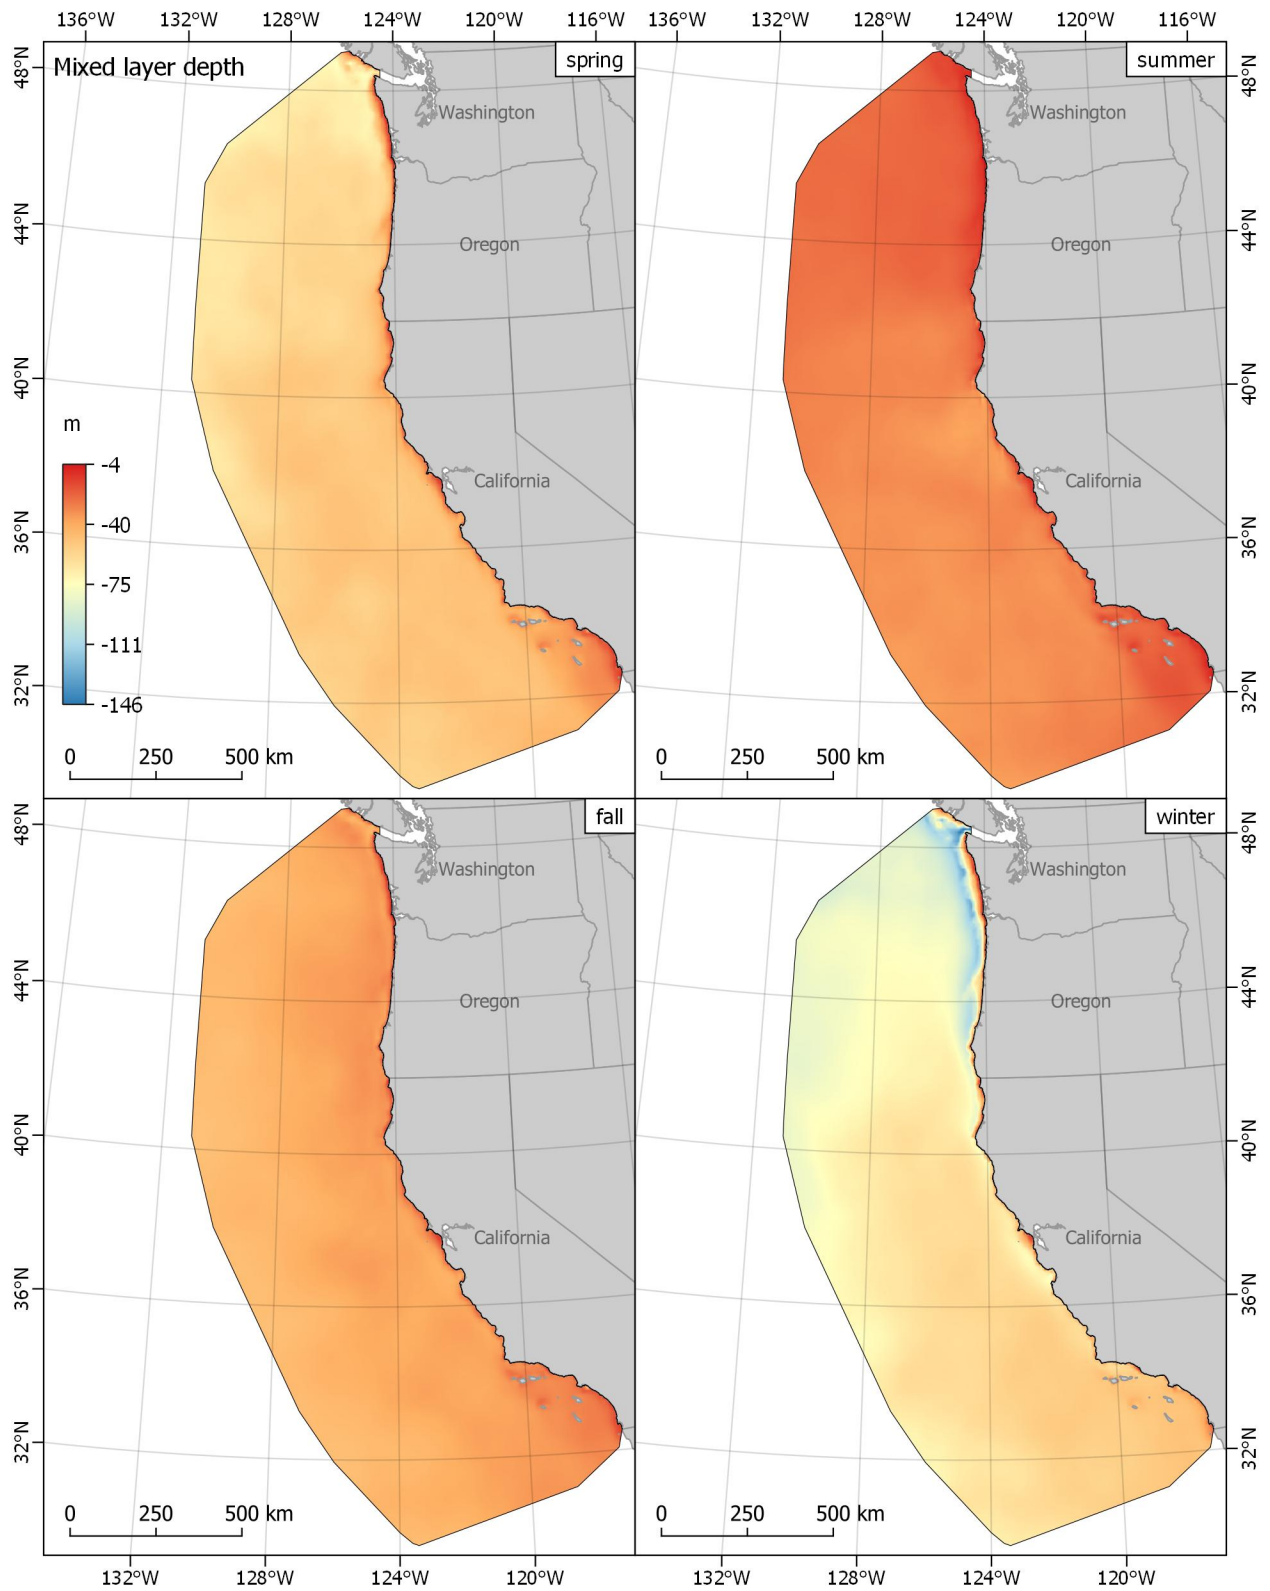 136°W 132°W 128°W 124°W 120°W 116°W 136°W 132°W 128°W 124°W 120°W 116°W
Mixed layer depth
spring
summer
48°N
48°N
Washington
Washington
44°N
Oregon
Oregon
44°N
40°N
40°N
m
-4
-40
-75
-111
-146
California
California
36°N
36°N
32°N
32°N
0 250 500 km
0 250 500 km
fall
winter
48°N
48°N
Washington
Washington
44°N
Oregon
Oregon
44°N
40°N
40°N
California
California
36°N
36°N
32°N
32°N
0 250 500 km
0 250 500 km
132°W 128°W 124°W 120°W 132°W 128°W 124°W 120°W